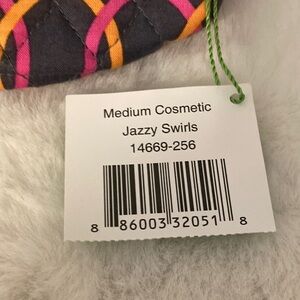 Medium Cosmetic
Jazzy Swirls
14669-256
8 86003 32051 8